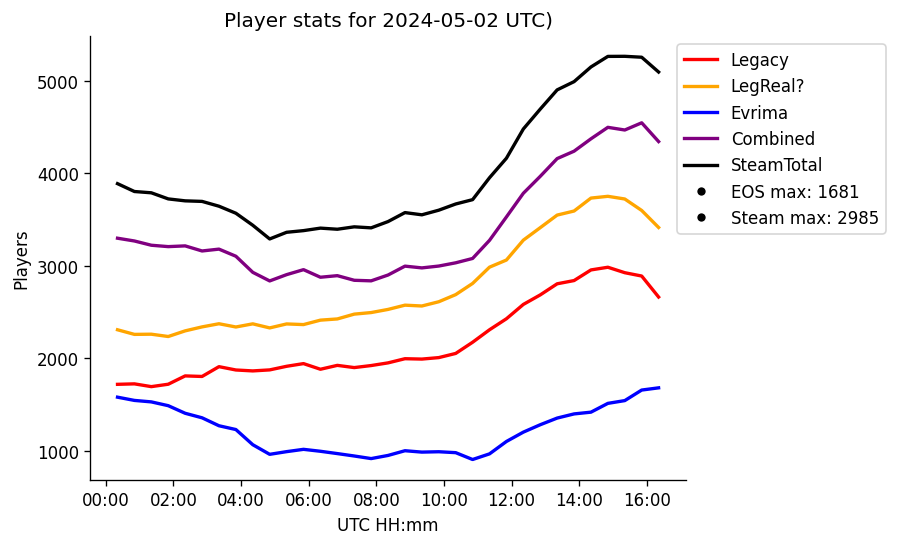 Player stats for 2024-05-02 UTC)
Legacy
LegReal?
Evrima
Combined
SteamTotal
EOS max: 1681
Steam max: 2985
5000
4000
3000
2000
1000
Players
00:00 02:00 04:00 06:00 08:00 10:00 12:00 14:00 16:00
UTC HH:mm